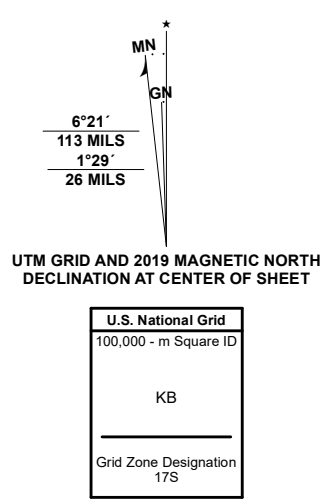 MN
GN
6°21´
113 MILS
1°29´
26 MILS
UTM GRID AND 2019 MAGNETIC NORTH
DECLINATION AT CENTER OF SHEET
U.S. National Grid
100,000 - m Square ID
KB
Grid Zone Designation
17S